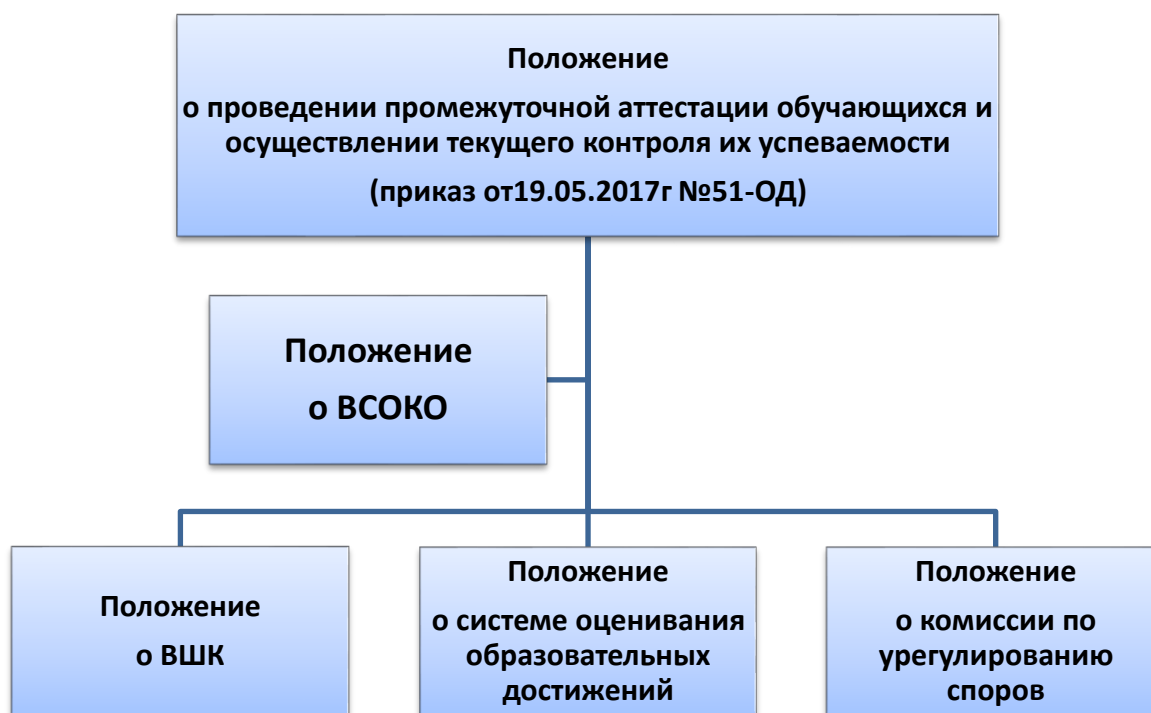 Положение
о проведении промежуточной аттестации обучающихся и
осуществлении текущего контроля их успеваемости
(приказ от19.05.2017г №51-ОД)
Положение
о ВСОКО
Положение
о ВШК
Положение
о системе оценивания
образовательных
достижений
Положение
о комиссии по
урегулированию
споров